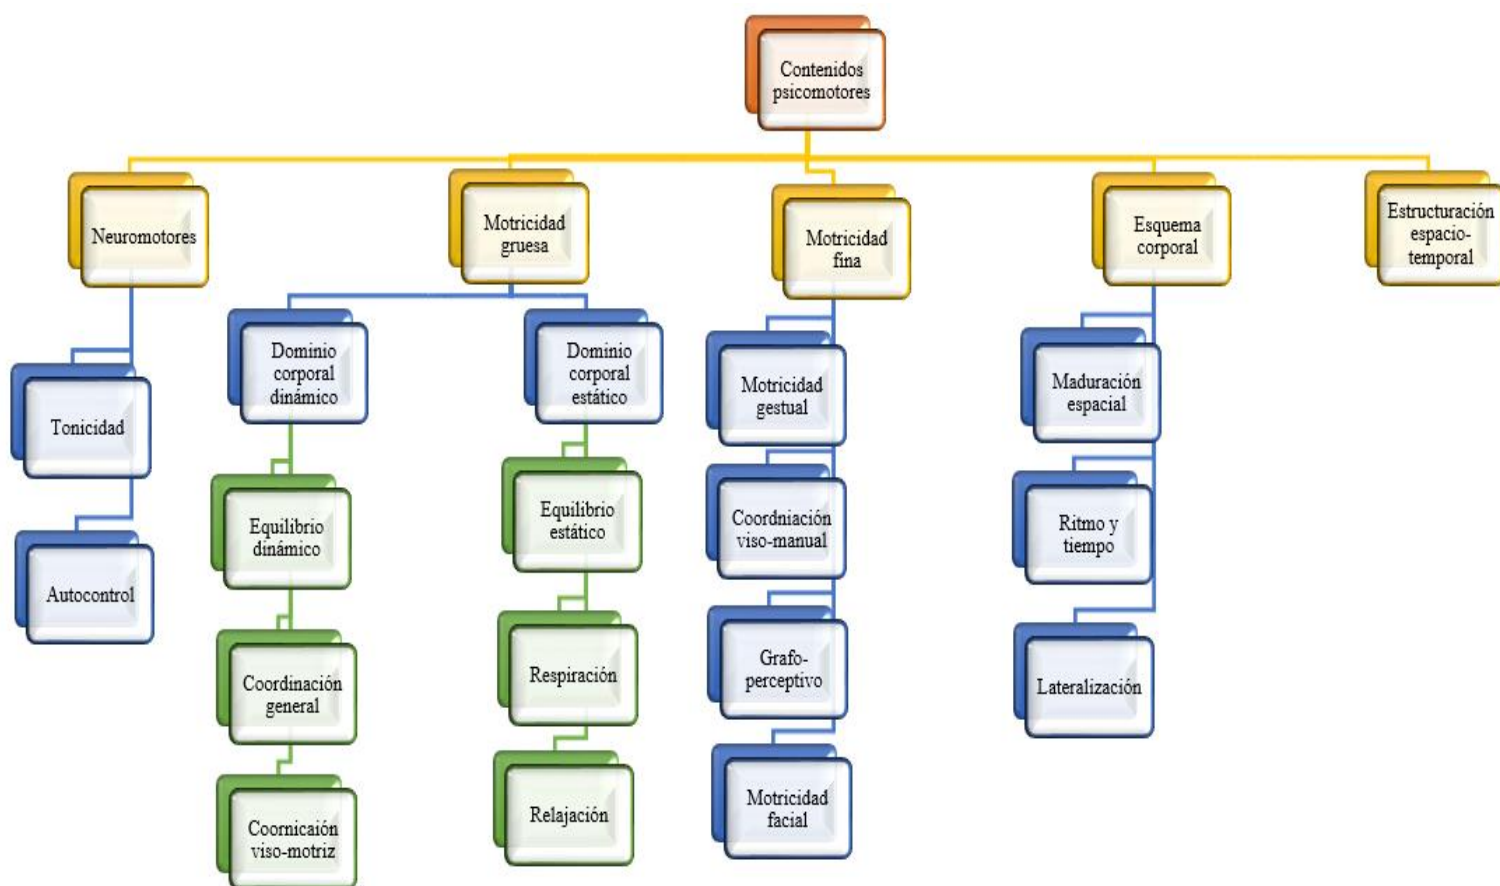 Contenidos
psicomotores
Neuromotores
Motricidad
gruesa
Motricidad
fina
Esquema
corporal
Estructuración
espacio-
temporal
Tonicidad
Autocontrol
Dominio
corporal
dinámico
Equilibrio
dinámico
Coordinación
general
Coornicaión
viso-motriz
Dominio
corporal
estático
Equilibrio
estático
Respiración
Relajación
Motricidad
gestual
Coordniación
viso-manual
Grafo-
perceptivo
Motricidad
facial
Maduración
espacial
Ritmo y
tiempo
Lateralización